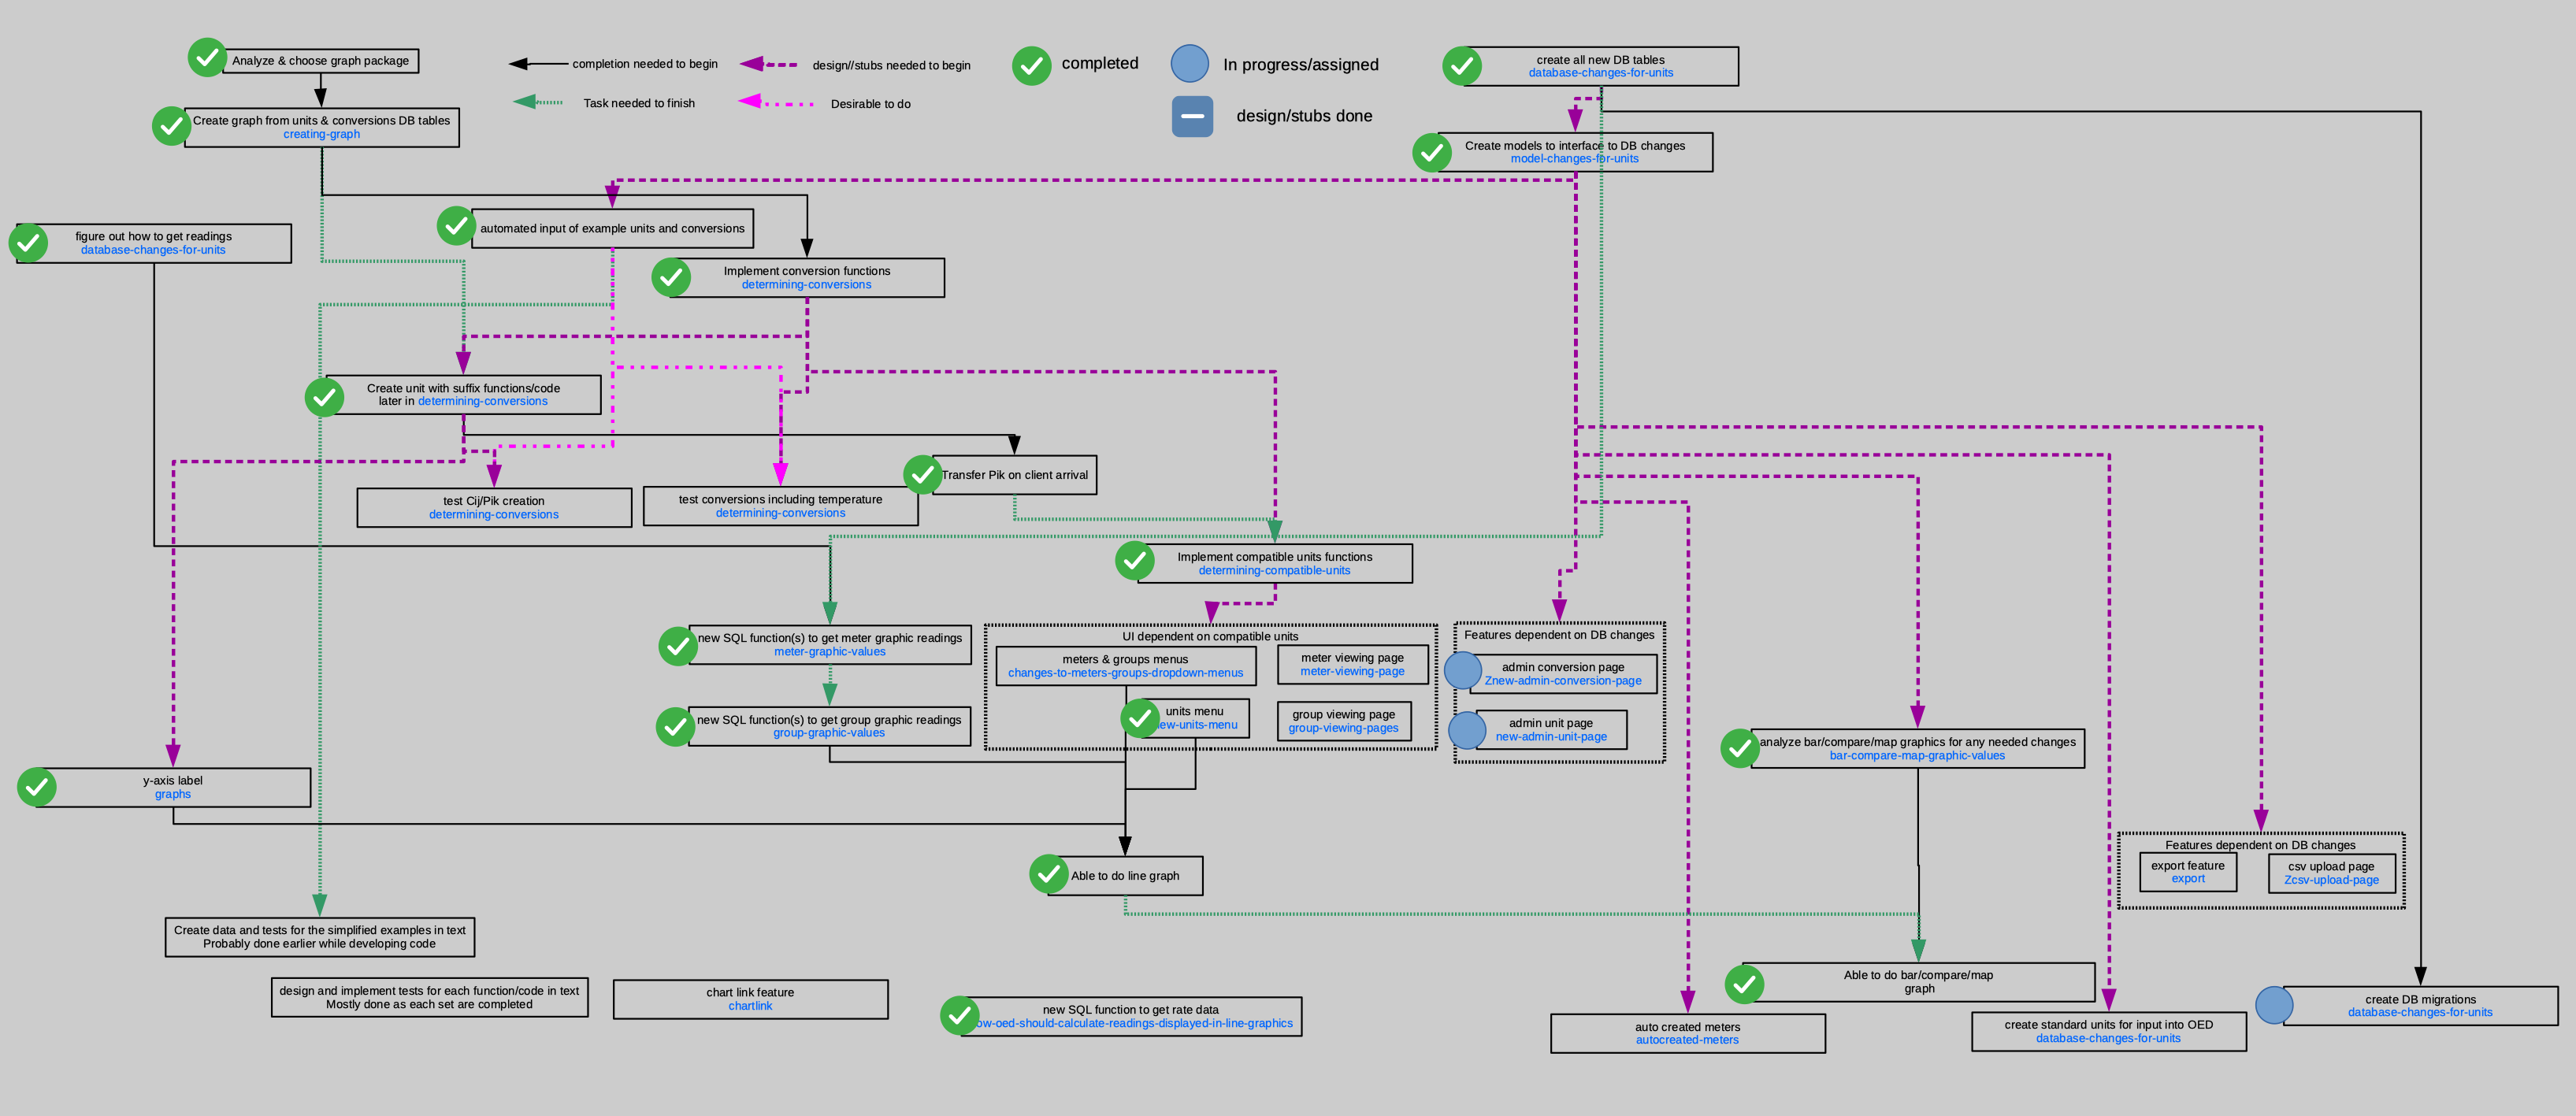 Analyze & choose graph package
completion needed to begin
design//stubs needed to begin
completed
In progress/assigned
Task needed to finish
Desirable to do
design/stubs done
create all new DB tables
database-changes-for-units
Create graph from units & conversions DB tables
creating-graph
Create models to interface to DB changes
model-changes-for-units
figure out how to get readings
database-changes-for-units
automated input of example units and conversions
Implement conversion functions
determining-conversions
Create unit with suffix functions/code
later in determining-conversions
Transfer Pik on client arrival
test Cij/Pik creation
determining-conversions
test conversions including temperature
determining-conversions
Implement compatible units functions
determining-compatible-units
new SQL function(s) to get meter graphic readings
meter-graphic-values
new SQL function(s) to get group graphic readings
group-graphic-values
UI dependent on compatible units
meters & groups menus
changes-to-meters-groups-dropdown-menus
meter viewing page
meter-viewing-page
units menu
new-units-menu
group viewing page
group-viewing-pages
Features dependent on DB changes
admin conversion page
Znew-admin-conversion-page
admin unit page
new-admin-unit-page
analyze bar/compare/map graphics for any needed changes
bar-compare-map-graphic-values
y-axis label
graphs
Able to do line graph
Features dependent on DB changes
export feature
export
csv upload page
Zcsv-upload-page
Create data and tests for the simplified examples in text
Probably done earlier while developing code
design and implement tests for each function/code in text
Mostly done as each set are completed
chart link feature
chartlink
new SQL function to get rate data
ow-oed-should-calculate-readings-displayed-in-line-graphics
Able to do bar/compare/map
graph
auto created meters
autocreated-meters
create standard units for input into OED
database-changes-for-units
create DB migrations
database-changes-for-units